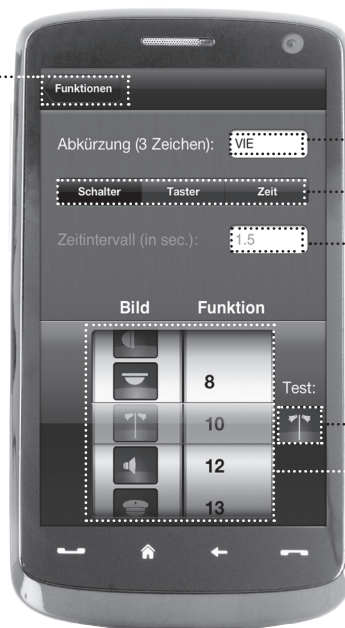 Funktionen
Abkürzung (3 Zeichen): VIE
Schalter Taster Zeit
Zeitintervall (in sec.): 1.5
Bild Funktion
8
Test:
10
12
13